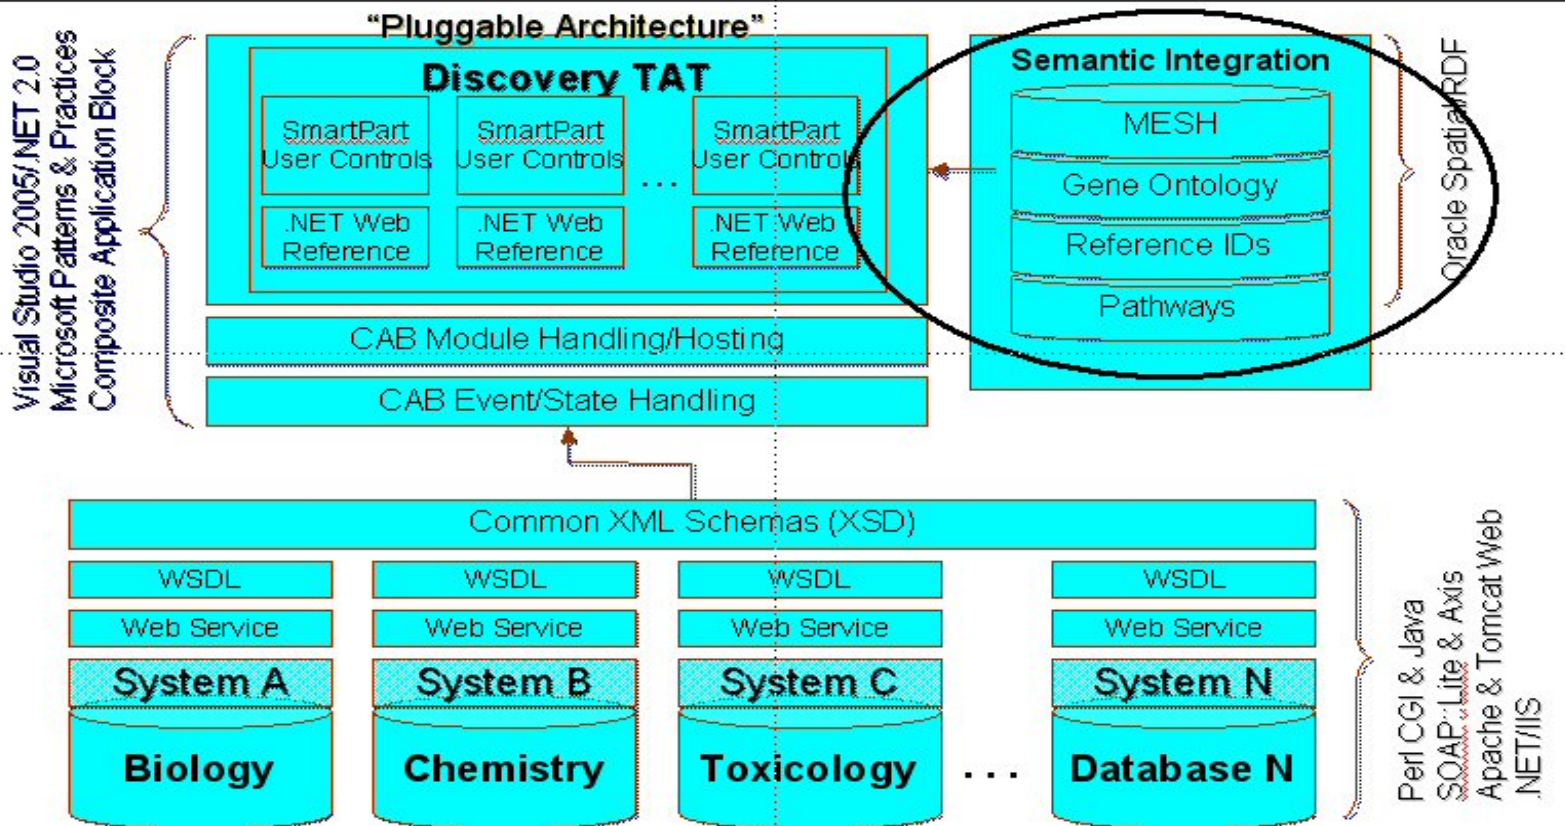 “Pluggable Architecture”
Visual Studio 2005/.NET 2.0
Microsoft Patterns & Practices
Composite Application Block
Discovery TAT
SmartPart
User Controls
SmartPart
User Controls
...
SmartPart
User Controls
.NET Web
Reference
.NET Web
Reference
.NET Web
Reference
CAB Module Handling/Hosting
CAB Event/State Handling
Semantic Integration
MESH
Gene Ontology
Reference IDs
Pathways
Oracle Spatial/RDF
Common XML Schemas (XSD)
WSDL
WSDL
WSDL
WSDL
Web Service
Web Service
Web Service
Web Service
System A
System B
System C
System N
Biology
Chemistry
Toxicology
...
Database N
Perl CGI & Java
SOAP::Lite & Axis
Apache & Tomcat Web
.NET/IIS